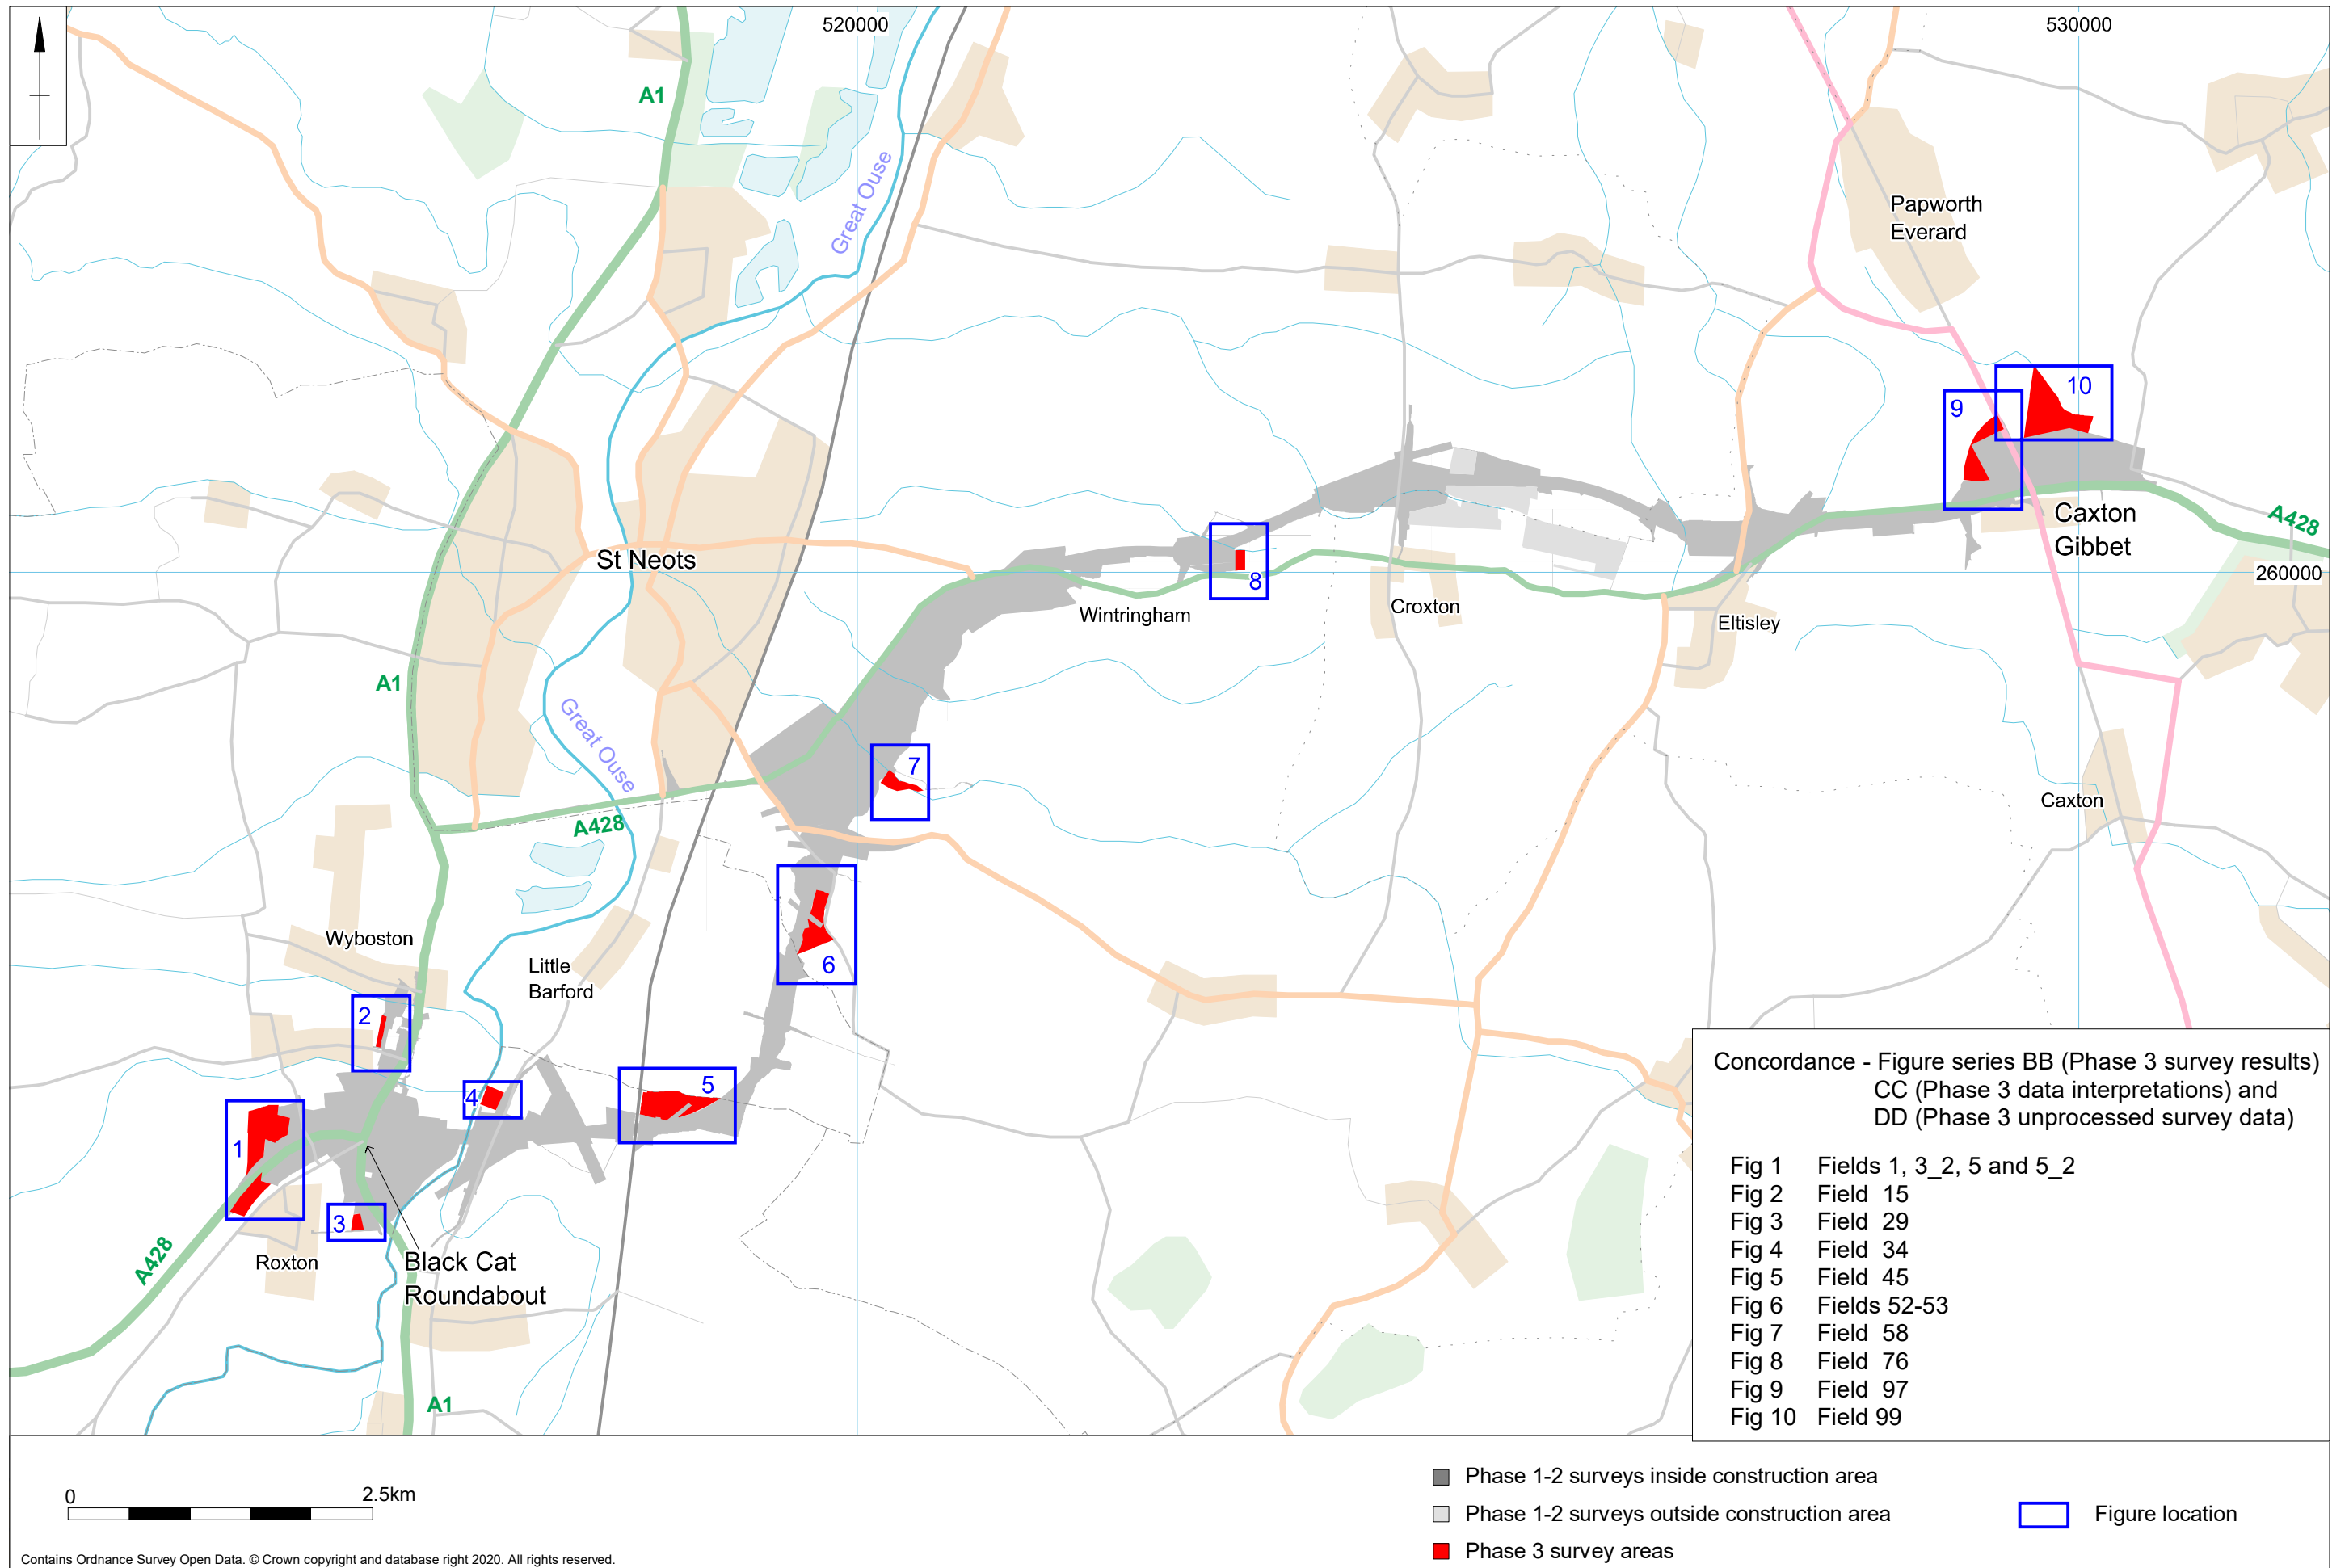 520000
530000
A1
Great Ouse
Papworth
Everard
10
9
Caxton
Gibbet
A428
St Neots
260000
8
Wintringham
Croxton
Eltisley
A1
Great Ouse
7
Caxton
A428
Wyboston
Little
Barford
6
2
5
4
1
3
Roxton
Black Cat
Roundabout
A428
A1
Concordance - Figure series BB (Phase 3 survey results)
CC (Phase 3 data interpretations) and
DD (Phase 3 unprocessed survey data)
Fig 1 Fields 1, 3_2, 5 and 5_2
Fig 2 Field 15
Fig 3 Field 29
Fig 4 Field 34
Fig 5 Field 45
Fig 6 Fields 52-53
Fig 7 Field 58
Fig 8 Field 76
Fig 9 Field 97
Fig 10 Field 99
0 2.5km
Phase 1-2 surveys inside construction area
Phase 1-2 surveys outside construction area
Figure location
Phase 3 survey areas
Contains Ordnance Survey Open Data. © Crown copyright and database right 2020. All rights reserved.